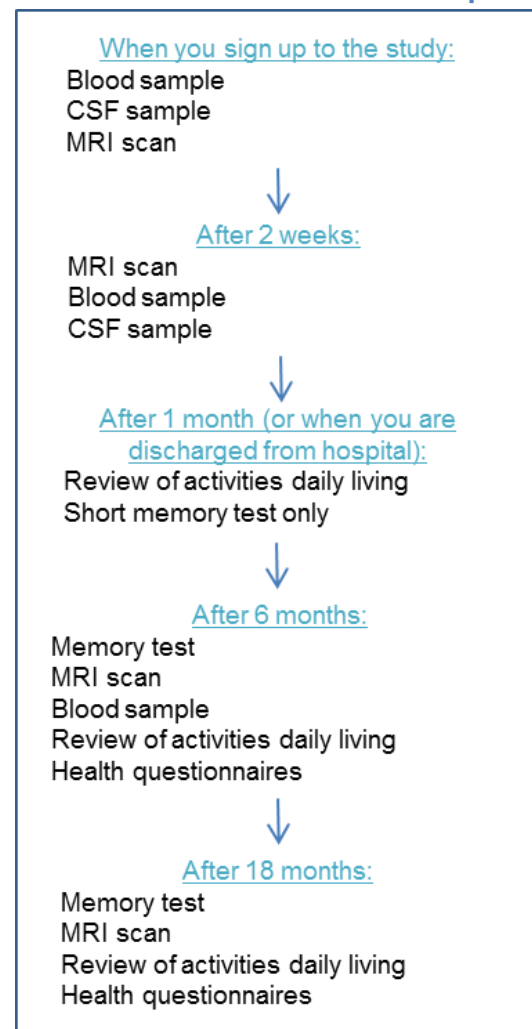 When you sign up to the study:
Blood sample
CSF sample
MRI scan
After 2 weeks:
MRI scan
Blood sample
CSF sample
After 1 month (or when you are
discharged from hospital):
Review of activities daily living
Short memory test only
After 6 months:
Memory test
MRI scan
Blood sample
Review of activities daily living
Health questionnaires
After 18 months:
Memory test
MRI scan
Review of activities daily living
Health questionnaires